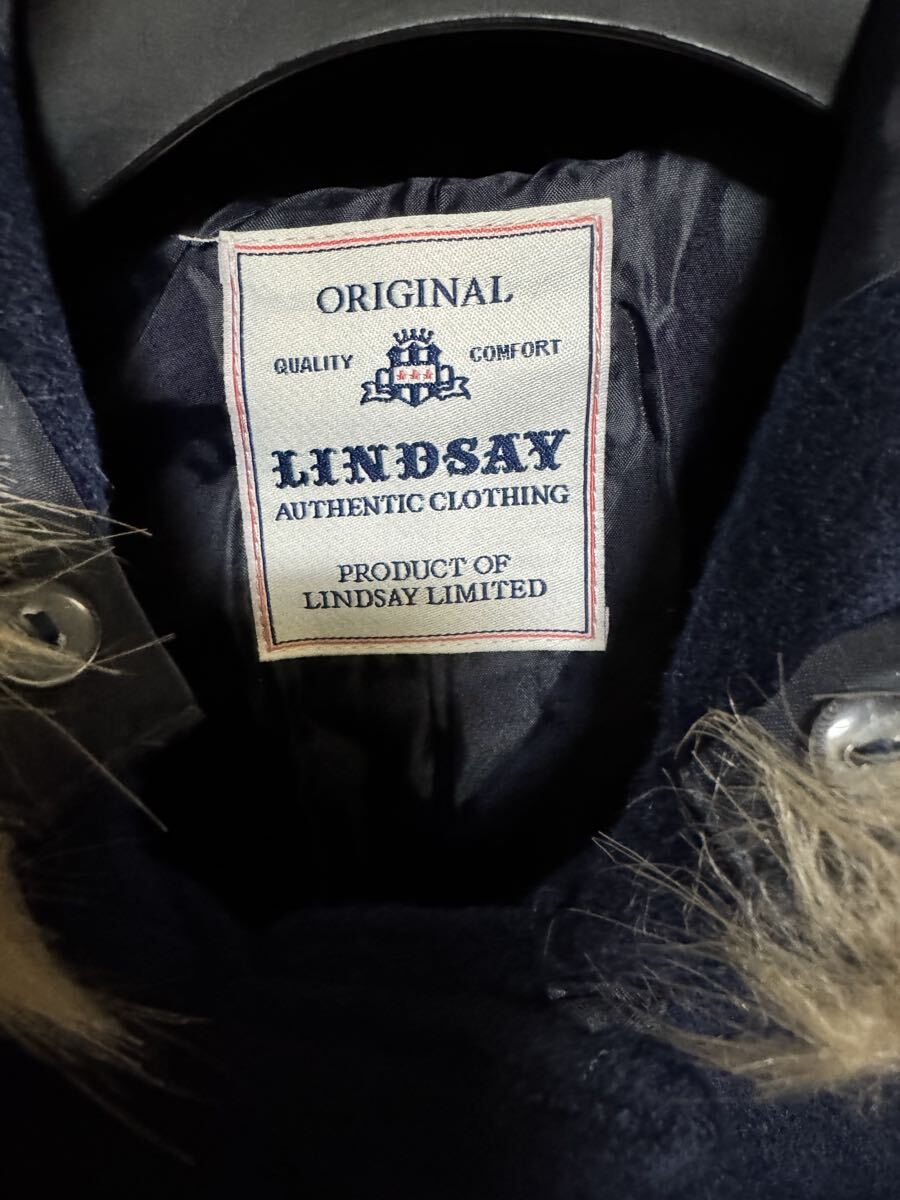 ORIGINAL
QUALITY COMFORT
LINDSAY
AUTHENTIC CLOTHING
PRODUCT OF
LINDSAY LIMITED